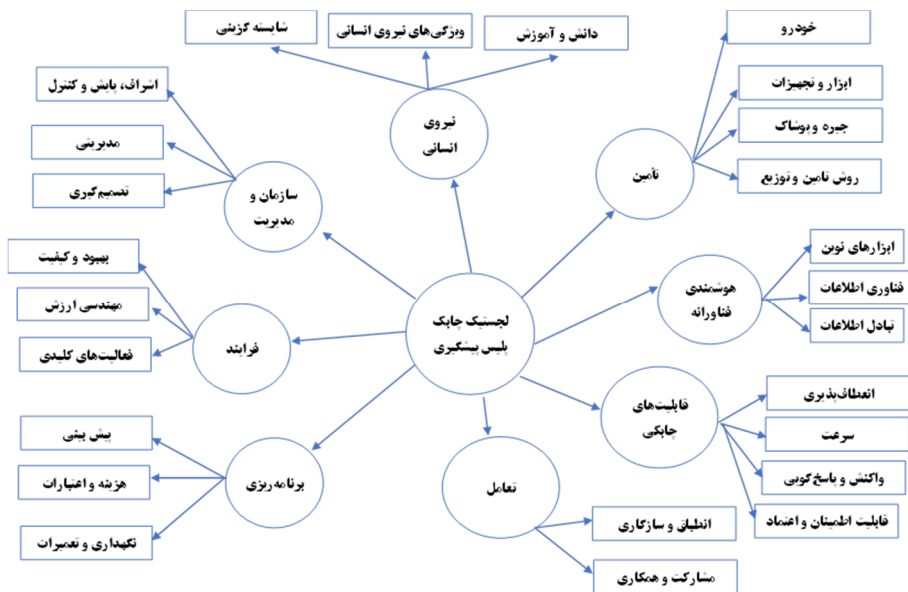 شایسته گزینی
ویژگی‌های نیروی انسانی
دانش و آموزش
نیروی
انسانی
خودرو
ابزار و تجهیزات
جیره و پوشاک
روش تامین و توزیع
تأمین
اشراف، پایش و کنترل
مدیریتی
تصمیم‌گیری
سازمان و
مدیریت
ابزارهای نوین
فناوری اطلاعات
تبادل اطلاعات
هوشمندی
فناورانه
لجستیک چابک
پلیس پیشگیری
بهبود و کیفیت
مهندسی ارزش
فعالیت‌های کلیدی
فرایند
انعطاف‌پذیری
سرعت
واکنش و پاسخ‌گویی
قابلیت اطمینان و اعتماد
قابلیت‌های
چابکی
پیش بینی
هزینه و اعتبارات
نگهداری و تعمیرات
برنامه‌ریزی
تعامل
انطباق و سازگاری
مشارکت و همکاری